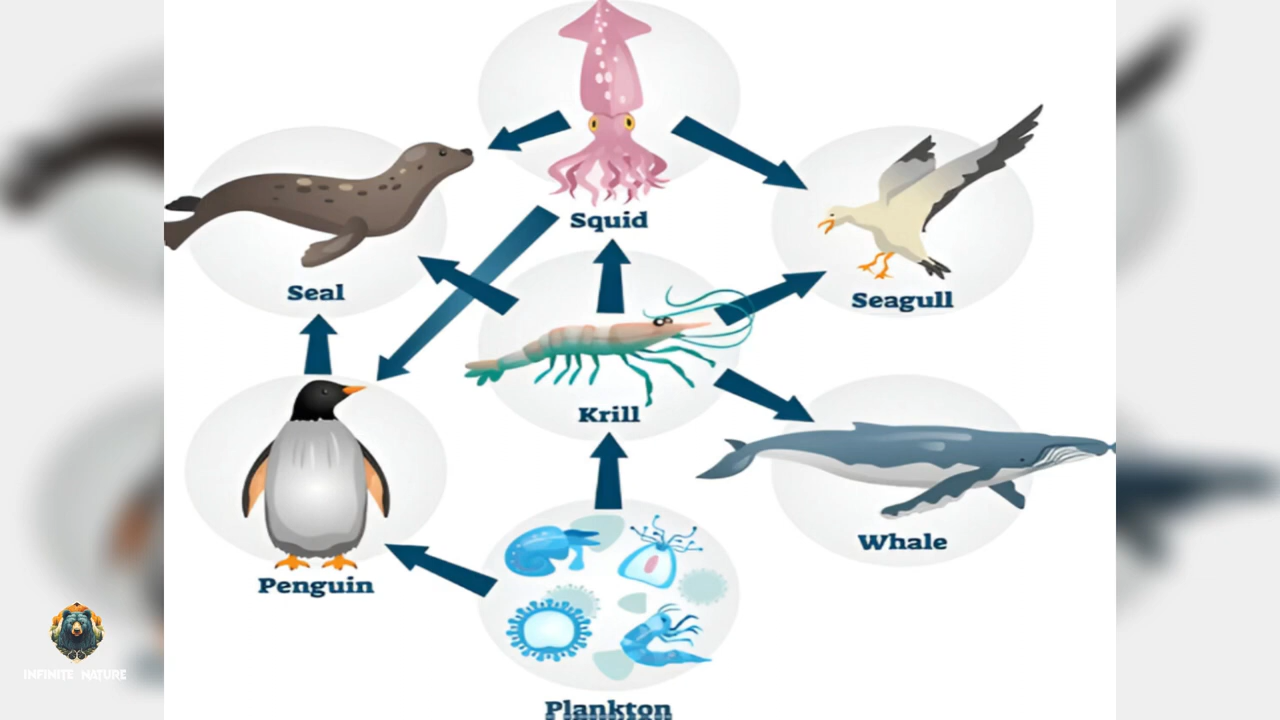 Squid
Seal
Seagull
Krill
Whale
Penguin
INFINITE NATURE
Plankton